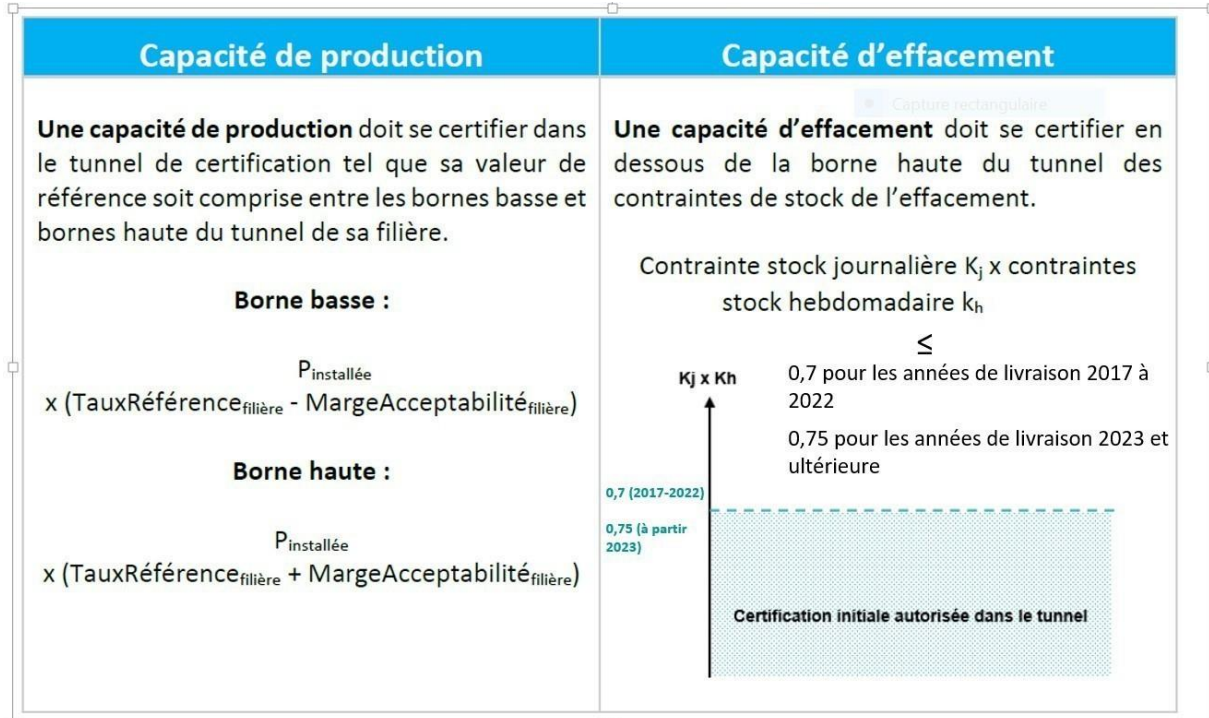 Capacité de production
Capacité d’effacement
Capture rectangulaire
Une capacité de production doit se certifier dans
le tunnel de certification tel que sa valeur de
référence soit comprise entre les bornes basse et
bornes haute du tunnel de sa filière.
Borne basse :
Pinstallée
x (TauxRéférencefilière - MargeAcceptabilitéfilière)
Borne haute :
Pinstallée
x (TauxRéférencefilière + MargeAcceptabilitéfilière)
Une capacité d’effacement doit se certifier en
dessous de la borne haute du tunnel des
contraintes de stock de l’effacement.
Contrainte stock journalière Kj x contraintes
stock hebdomadaire kh
≤
Kj x Kh
0,7 pour les années de livraison 2017 à
2022
0,75 pour les années de livraison 2023 et
ultérieure
0,7 (2017-2022)
0,75 (à partir
2023)
Certification initiale autorisée dans le tunnel